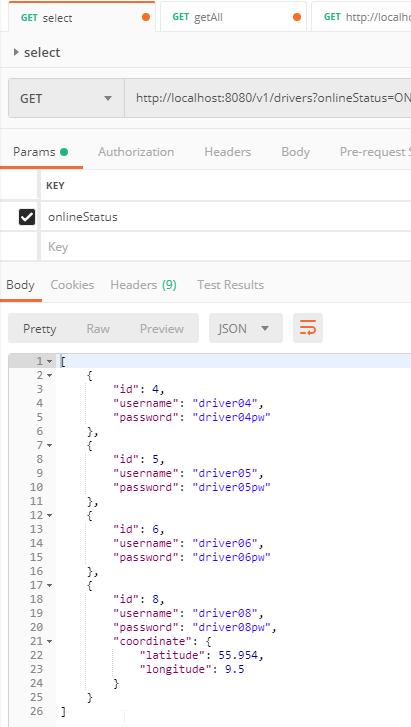 GET select GET getAll GET http://localh
select
GET http://localhost:8080/v1/drivers?onlineStatus=ON
Params Authorization Headers Body Pre-request S
KEY
onlineStatus
Key
Body Cookies Headers (9) Test Results
Pretty Raw Preview JSON
1 [
2 {
3 "id": 4,
4 "username": "driver04",
5 "password": "driver04pw"
6 },
7 {
8 "id": 5,
9 "username": "driver05",
10 "password": "driver05pw"
11 },
12 {
13 "id": 6,
14 "username": "driver06",
15 "password": "driver06pw"
16 },
17 {
18 "id": 8,
19 "username": "driver08",
20 "password": "driver08pw",
21 "coordinate": {
22 "latitude": 55.954,
23 "longitude": 9.5
24 }
25 }
26 ]